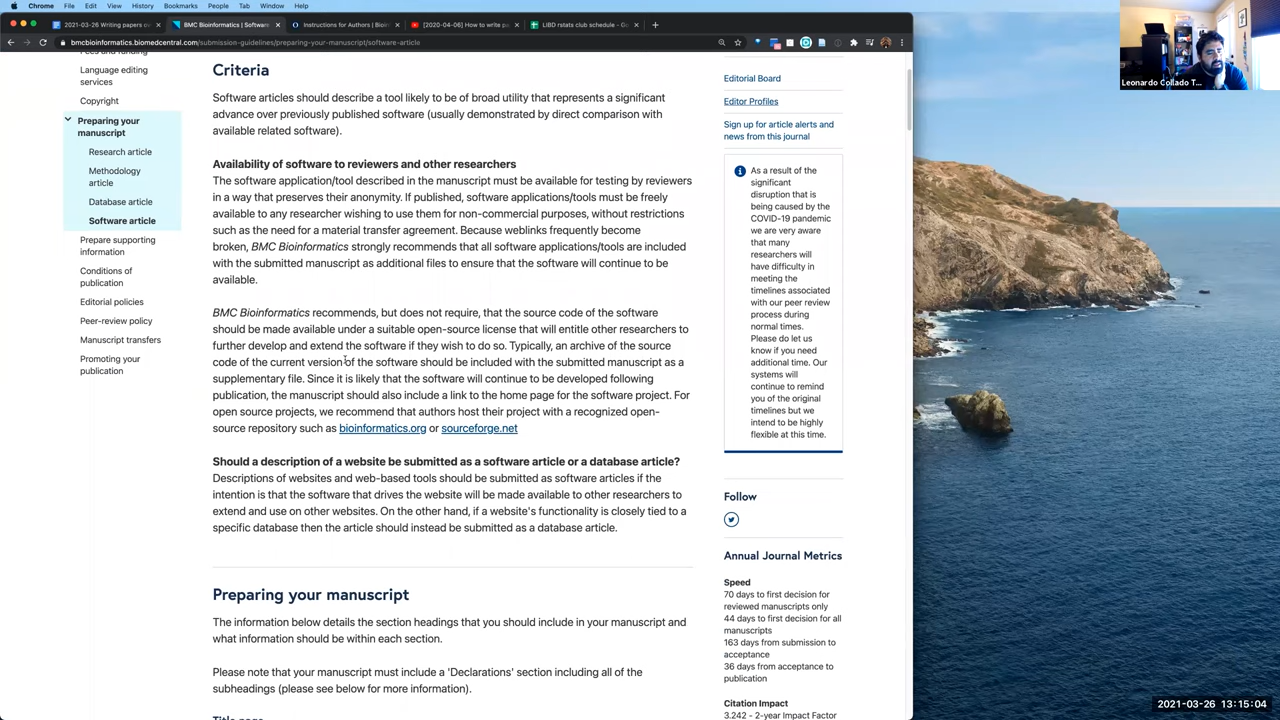 Chrome File Edit View History Bookmarks People Tab Window Help
2021-03-26 Writing papers
BMC Bioinformatics | Software
Instructions for Authors | Bioin
[2020-04-06] How to write
LIBD rstats club schedule - G
bmcbioinformatics.biomedcentral.com/submission-guidelines/preparing-your-manuscript/software-article
Leonardo Collado T...
Language editing
services
Copyright
Preparing your
manuscript
Research article
Methodology
article
Database article
Software article
Prepare supporting
information
Conditions of
publication
Editorial policies
Peer-review policy
Manuscript transfers
Promoting your
publication
Criteria
Software articles should describe a tool likely to be of broad utility that represents a significant
advance over previously published software (usually demonstrated by direct comparison with
available related software).
Availability of software to reviewers and other researchers
The software application/tool described in the manuscript must be available for testing by reviewers
in a way that preserves their anonymity. If published, software applications/tools must be freely
available to any researcher wishing to use them for non-commercial purposes, without restrictions
such as the need for a material transfer agreement. Because weblinks frequently become
broken, BMC Bioinformatics strongly recommends that all software applications/tools are included
with the submitted manuscript as additional files to ensure that the software will continue to be
available.
BMC Bioinformatics recommends, but does not require, that the source code of the software
should be made available under a suitable open-source license that will entitle other researchers to
further develop and extend the software if they wish to do so. Typically, an archive of the source
code of the current version of the software should be included with the submitted manuscript as a
supplementary file. Since it is likely that the software will continue to be developed following
publication, the manuscript should also include a link to the home page for the software project. For
open source projects, we recommend that authors host their project with a recognized open-
source repository such as bioinformatics.org or sourceforge.net
Should a description of a website be submitted as a software article or a database article?
Descriptions of websites and web-based tools should be submitted as software articles if the
intention is that the software that drives the website will be made available to other researchers to
extend and use on other websites. On the other hand, if a website's functionality is closely tied to a
specific database then the article should instead be submitted as a database article.
Preparing your manuscript
The information below details the section headings that you should include in your manuscript and
what information should be within each section.
Please note that your manuscript must include a 'Declarations' section including all of the
subheadings (please see below for more information).
Title page
Editorial Board
Editor Profiles
Sign up for article alerts and
news from this journal
As a result of the
significant
disruption that is
being caused by the
COVID-19 pandemic
we are very aware
that many
researchers will
have difficulty in
meeting the
timelines associated
with our peer review
process during
normal times.
Please do let us
know if you need
additional time. Our
systems will
continue to remind
you of the original
timelines but we
intend to be highly
flexible at this time.
Follow
Annual Journal Metrics
Speed
70 days to first decision for
reviewed manuscripts only
44 days to first decision for all
manuscripts
163 days from submission to
acceptance
36 days from acceptance to
publication
Citation Impact
3.242 - 2-year Impact Factor
2021-03-26 13:15:04